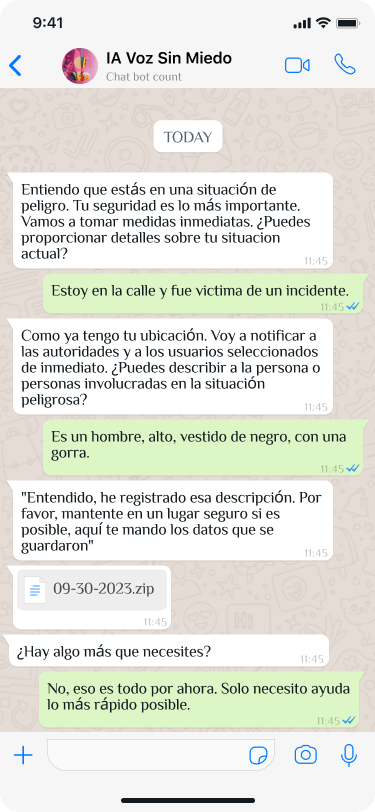 9:41
IA Voz Sin Miedo
Chat bot count
TODAY
Entiendo que estás en una situación de
peligro. Tu seguridad es lo más importante.
Vamos a tomar medidas inmediatas. ¿Puedes
proporcionar detalles sobre tu situacion
actual?
11:45
Estoy en la calle y fue victima de un incidente.
11:45
Como ya tengo tu ubicación. Voy a notificar a
las autoridades y a los usuarios seleccionados
de inmediato. ¿Puedes describir a la persona o
personas involucradas en la situación
peligrosa?
11:45
Es un hombre, alto, vestido de negro, con una
gorra.
11:45
"Entendido, he registrado esa descripción. Por
favor, mantente en un lugar seguro si es
posible, aquí te mando los datos que se
guardaron"
11:45
09-30-2023.zip
11:45
¿Hay algo más que necesites?
11:45
No, eso es todo por ahora. Solo necesito ayuda
lo más rápido posible.
11:45